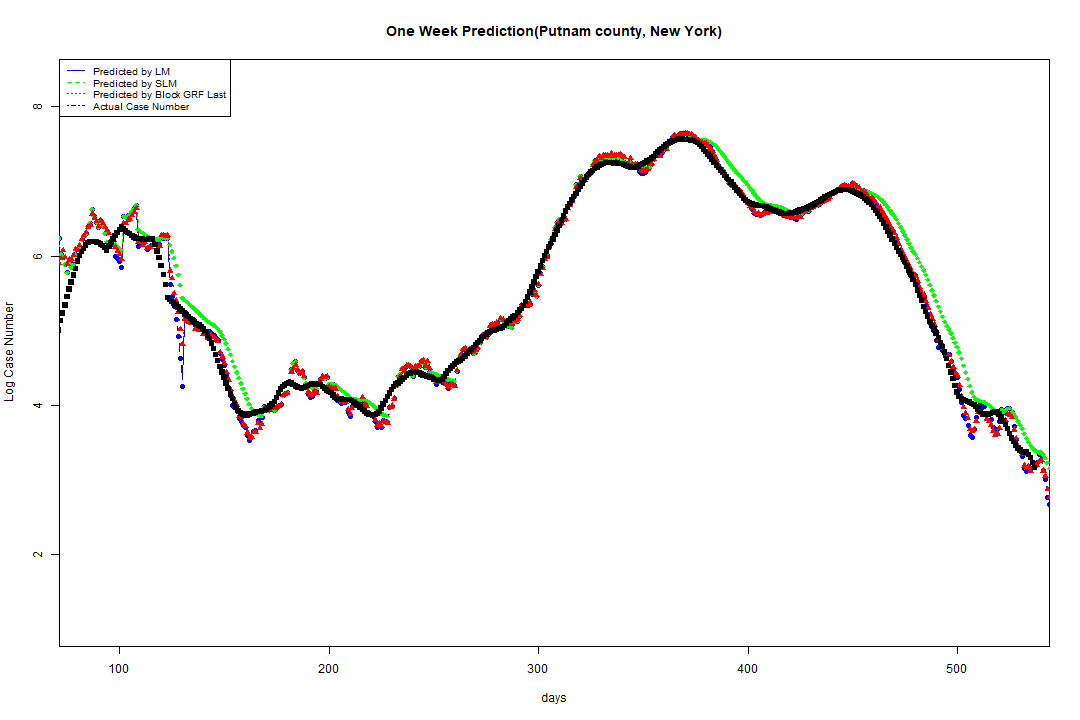 One Week Prediction(Putnam county, New York)
Predicted by LM
Predicted by SLM
Predicted by Block GRF Last
Actual Case Number
8
6
4
2
Log Case Number
100 200 300 400 500
days